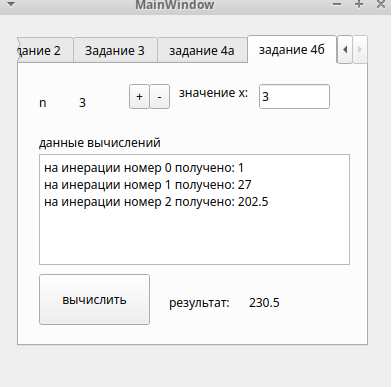 MainWindow
дание 2 Задание 3 задание 4а задание 4б
n 3 + - значение x: 3
данные вычислений
на инерации номер 0 получено: 1
на инерации номер 1 получено: 27
на инерации номер 2 получено: 202.5
вычислить результат: 230.5